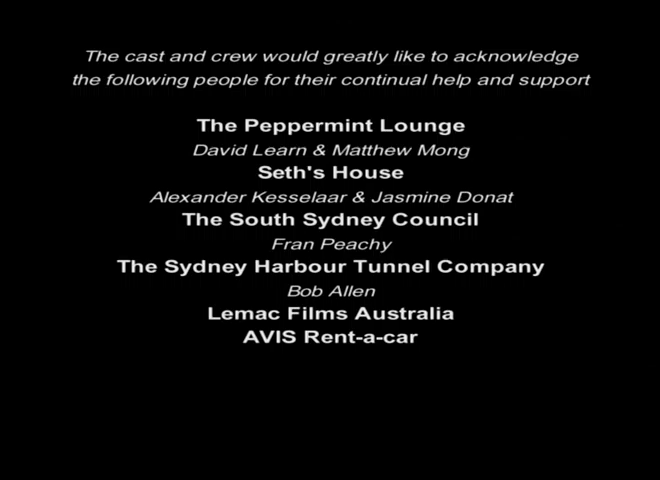 The cast and crew would greatly like to acknowledge
the following people for their continual help and support
The Peppermint Lounge
David Learn & Matthew Mong
Seth's House
Alexander Kesselaar & Jasmine Donat
The South Sydney Council
Fran Peachy
The Sydney Harbour Tunnel Company
Bob Allen
Lemac Films Australia
AVIS Rent-a-car